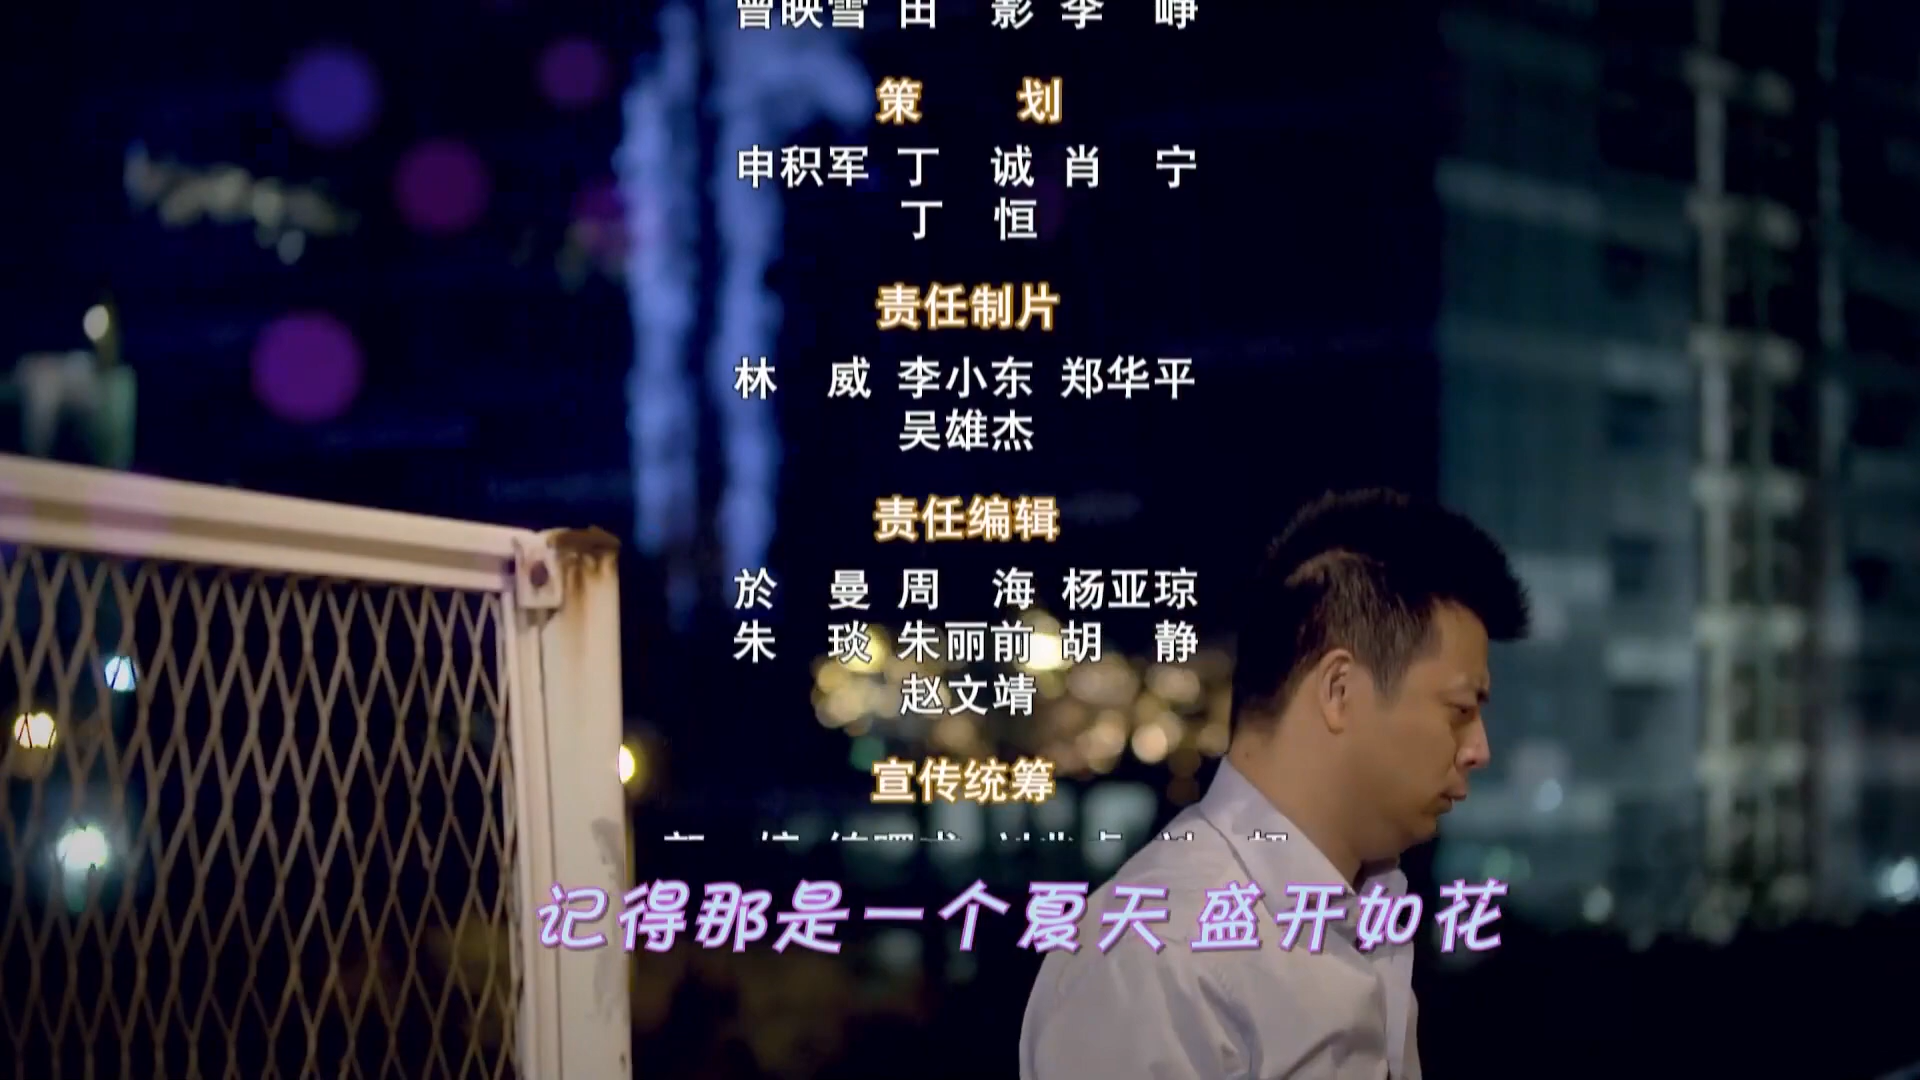 曾映雪 田 影 李 峥
策 划
申积军 丁 诚 肖 宁
丁 恒
责任制片
林 威 李小东 郑华平
吴雄杰
责任编辑
於 曼 周 海 杨亚琼
朱 琰 朱丽前 胡 静
赵文靖
宣传统筹
记得那是一个夏天 盛开如花